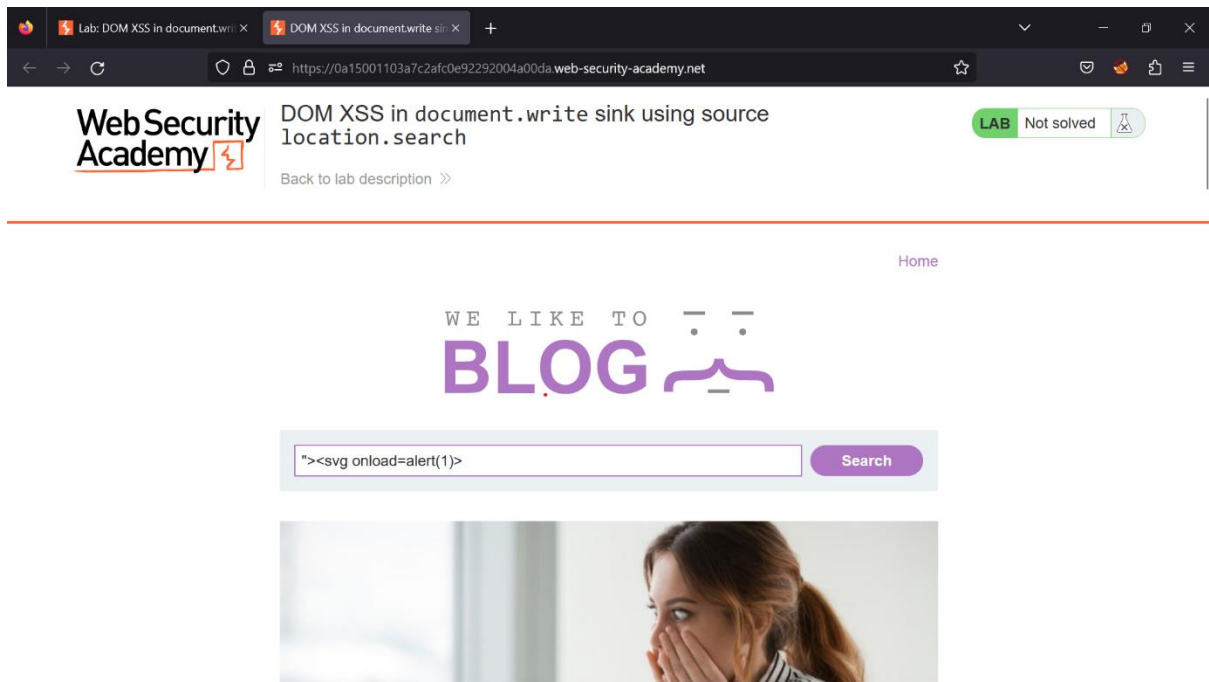 Lab: DOM XSS in document.writ
DOM XSS in document.write sin
https://0a15001103a7c2afc0e92292004a00da.web-security-academy.net
Web Security
Academy
DOM XSS in document.write sink using source
location.search
LAB Not solved
Back to lab description
Home
WE LIKE TO
BLOG
"><svg onload=alert(1)>
Search